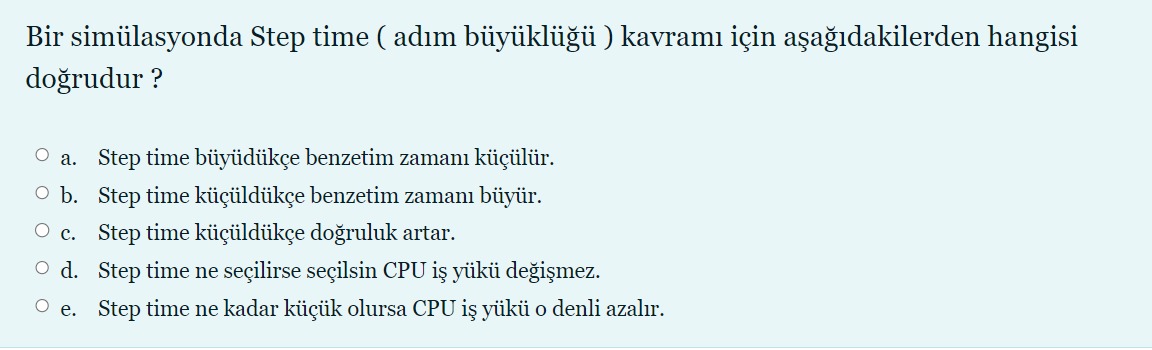 Bir simülasyonda Step time ( adım büyüklüğü ) kavramı için aşağıdakilerden hangisi
doğrudur ?
a. Step time büyüdükçe benzetim zamanı küçülür.
b. Step time küçüldükçe benzetim zamanı büyür.
c. Step time küçüldükçe doğruluk artar.
d. Step time ne seçilirse seçilsin CPU iş yükü değişmez.
e. Step time ne kadar küçük olursa CPU iş yükü o denli azalır.